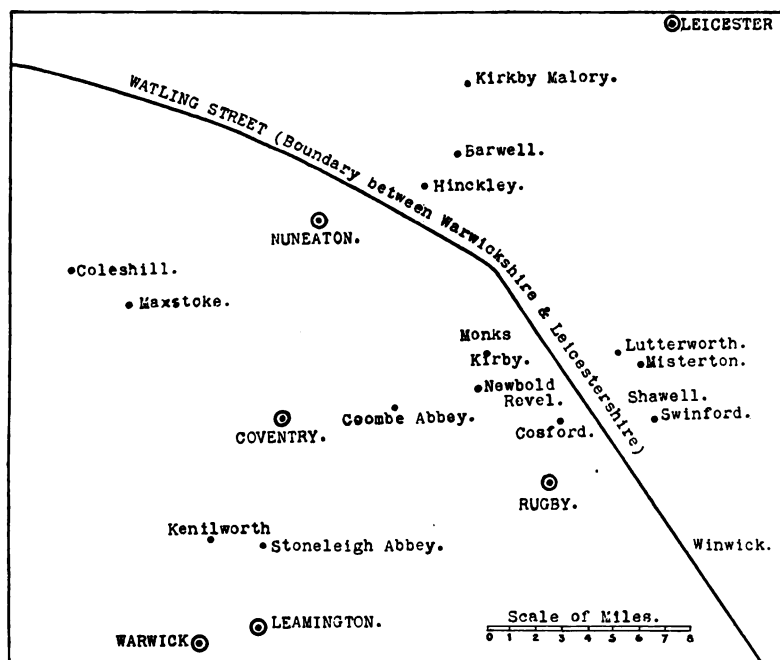 LEICESTER
Kirkby Malory.
WATLING STREET (Boundary between Warwickshire & Leicestershire)
Barwell.
Hinckley.
NUNEATON.
Coleshill.
Maxstoke.
Monks
Kirby.
Lutterworth.
Misterton.
Newbold
Revel.
Shawell.
Swinford.
Coombe Abbey.
COVENTRY.
Cosford.
RUGBY.
Kenilworth
Stoneleigh Abbey.
Winwick.
Scale of Miles.
0 1 2 3 4 5 6 7 8
LEAMINGTON.
WARWICK